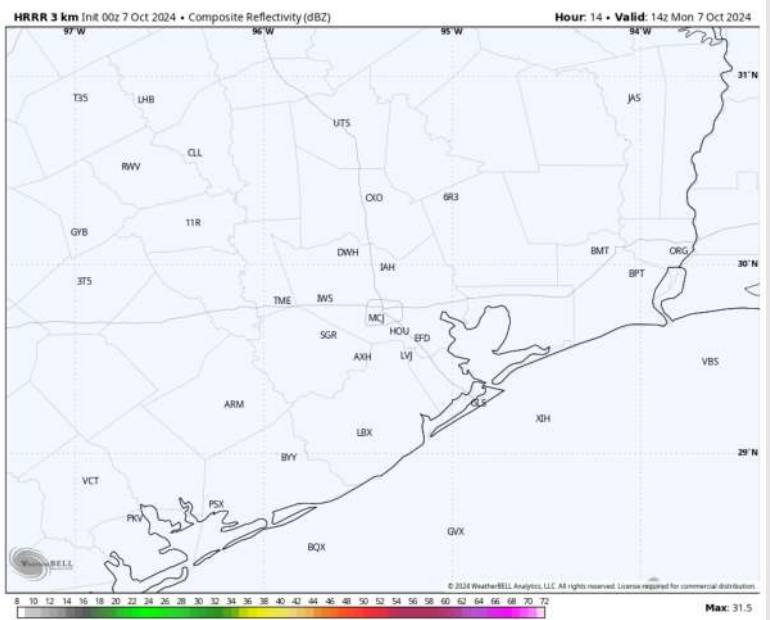 HRRR 3 km Init 00z 7 Oct 2024 • Composite Reflectivity (dBZ) Hour: 14 • Valid: 14z Mon 7 Oct 2024
97°W 96°W 95°W 94°W
31°N
T35 LHB JAS
UTS
CLL
RWV
OXO 6R3
11R
GYB
DWH BMT ORG
30°N
IAH
BPT
3T5
TME IWS
MCJ
HOU
SGR EFD
AXH LVJ
VBS
ARM GLS
XIH
LBX
29°N
BYY
VCT
PSX
PKV
GVX
BQX
WEATHERBELL
© 2024 WeatherBELL Analytics, LLC. All rights reserved. License required for commercial distribution.
8 10 12 14 16 18 20 22 24 26 28 30 32 34 36 38 40 42 44 46 48 50 52 54 56 58 60 62 64 66 68 70 72
Max: 31.5